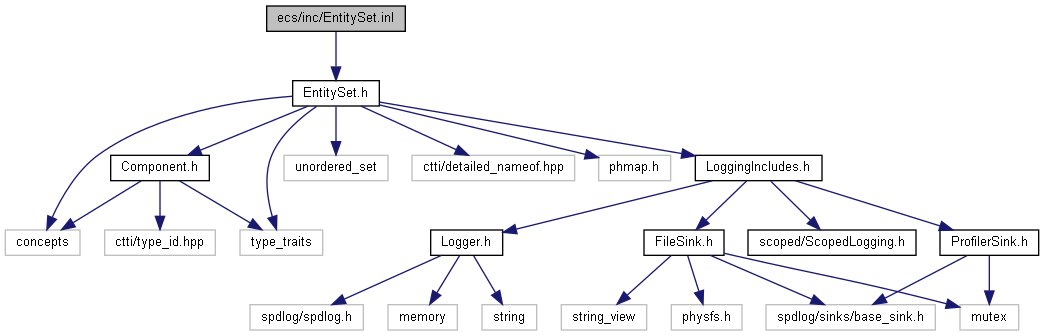 ecs/inc/EntitySet.inl
EntitySet.h
Component.h
unordered_set
ctti/detailed_nameof.hpp
phmap.h
LoggingIncludes.h
concepts
ctti/type_id.hpp
type_traits
Logger.h
FileSink.h
scoped/ScopedLogging.h
ProfilerSink.h
spdlog/spdlog.h
memory
string
string_view
physfs.h
spdlog/sinks/base_sink.h
mutex